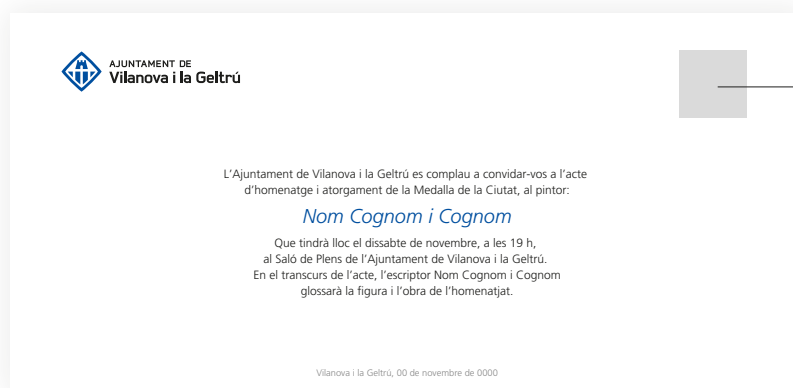 AJUNTAMENT DE
Vilanova i la Geltrú
L'Ajuntament de Vilanova i la Geltrú es complau a convidar-vos a l'acte
d'homenatge i atorgament de la Medalla de la Ciutat, al pintor:
Nom Cognom i Cognom
Que tindrà lloc el dissabte de novembre, a les 19 h,
al Saló de Plens de l'Ajuntament de Vilanova i la Geltrú.
En el transcurs de l'acte, l'escriptor Nom Cognom i Cognom
glossarà la figura i l'obra de l'homenatjat.
Vilanova i la Geltrú, 00 de novembre de 0000